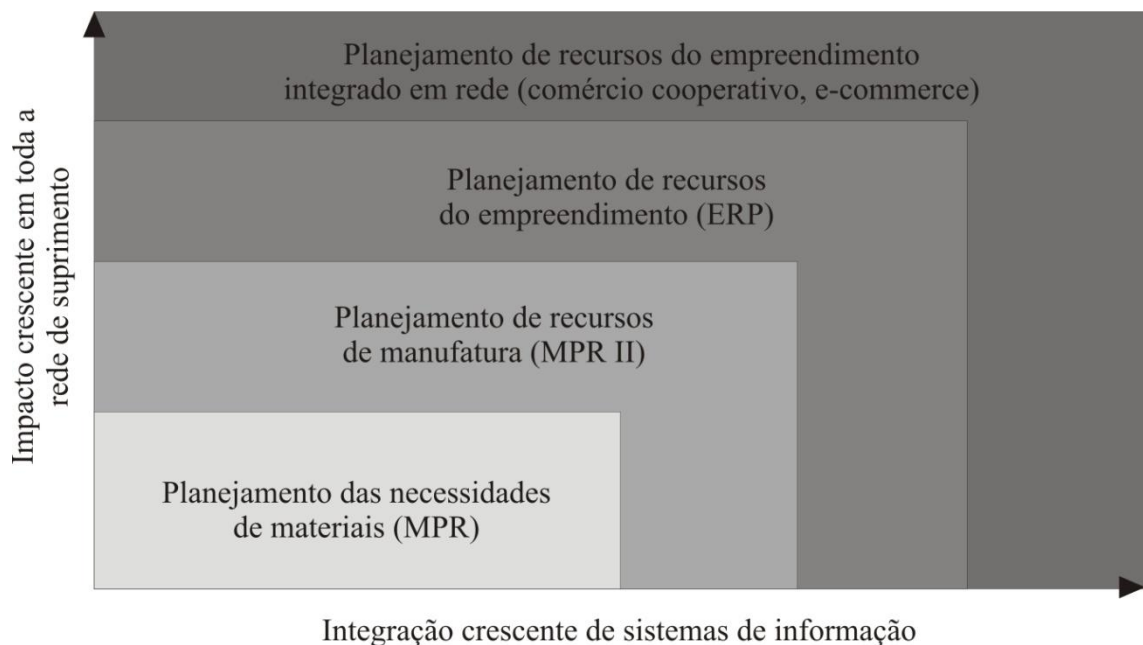 Planejamento de recursos do empreendimento
integrado em rede (comércio cooperativo, e-commerce)
Planejamento de recursos
do empreendimento (ERP)
Planejamento de recursos
de manufatura (MPR II)
Planejamento das necessidades
de materiais (MPR)
Impacto crescente em toda a
rede de suprimento
Integração crescente de sistemas de informação